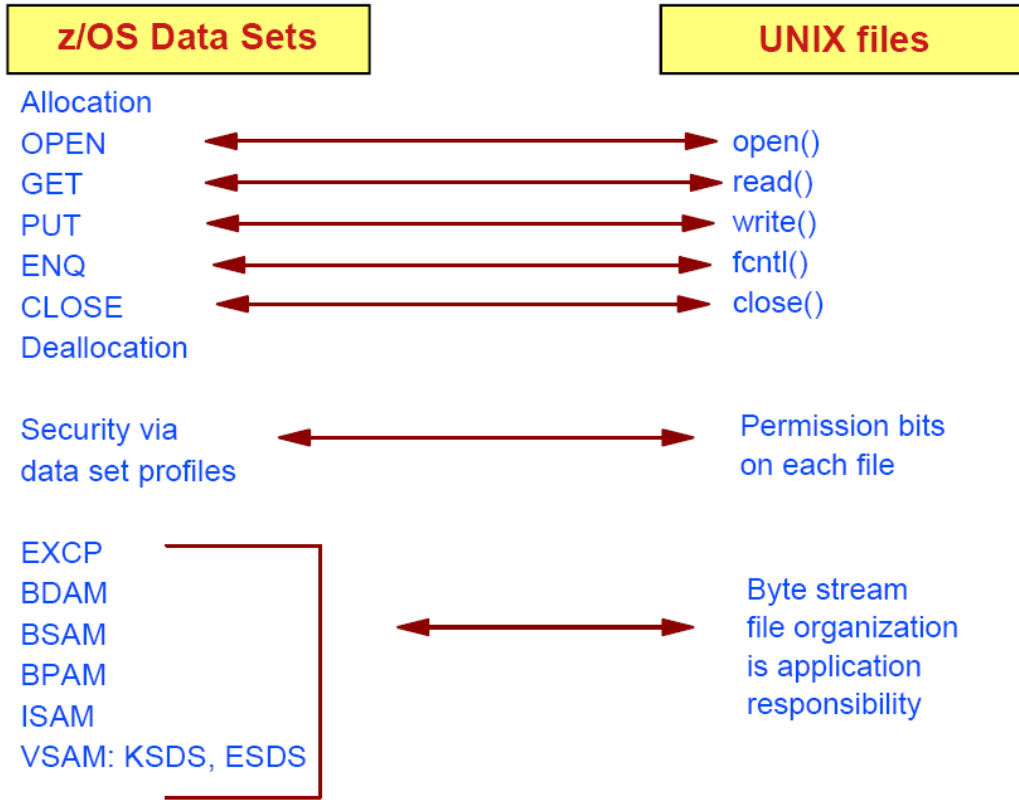 z/OS Data Sets
UNIX files
Allocation
OPEN
open()
GET
read()
PUT
write()
ENQ
fcntl()
CLOSE
close()
Deallocation
Security via
data set profiles
Permission bits
on each file
EXCP
BDAM
BSAM
BPAM
ISAM
VSAM: KSDS, ESDS
Byte stream
file organization
is application
responsibility